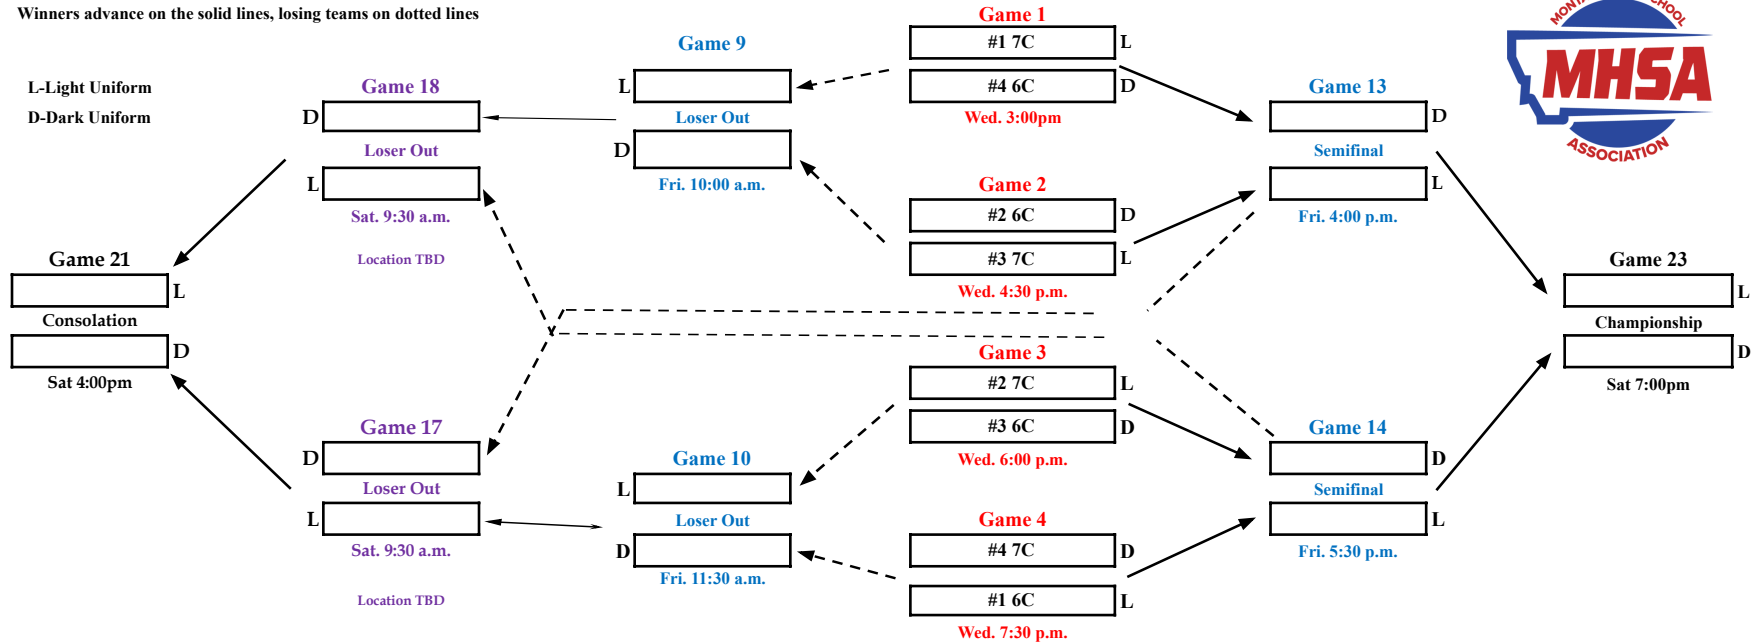 Winners advance on the solid lines, losing teams on dotted lines
L-Light Uniform
D-Dark Uniform
Game 21
L
Consolation
D
Sat 4:00pm
Game 18
D
Loser Out
L
Sat. 9:30 a.m.
Location TBD
Game 17
D
Loser Out
L
Sat. 9:30 a.m.
Location TBD
Game 9
L
Loser Out
D
Fri. 10:00 a.m.
Game 10
L
Loser Out
D
Fri. 11:30 a.m.
Game 1
#1 7C L
#4 6C D
Wed. 3:00pm
Game 2
#2 6C D
#3 7C L
Wed. 4:30 p.m.
Game 3
#2 7C L
#3 6C D
Wed. 6:00 p.m.
Game 4
#4 7C D
#1 6C L
Wed. 7:30 p.m.
Game 13
D
Semifinal
L
Fri. 4:00 p.m.
Game 14
D
Semifinal
L
Fri. 5:30 p.m.
Game 23
L
Championship
D
Sat 7:00pm
MHSA
ASSOCIATION